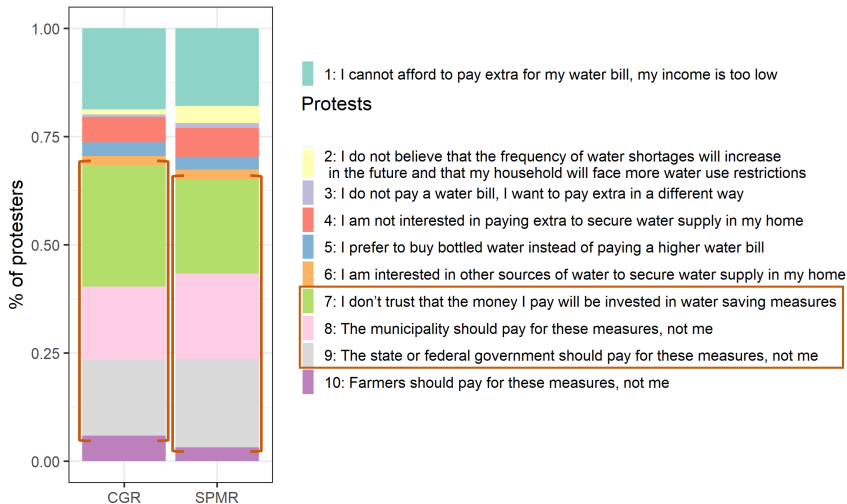 1.00
0.75
0.50
0.25
0.00
% of protesters
CGR
SPMR
1: I cannot afford to pay extra for my water bill, my income is too low
Protests
2: I do not believe that the frequency of water shortages will increase
in the future and that my household will face more water use restrictions
3: I do not pay a water bill, I want to pay extra in a different way
4: I am not interested in paying extra to secure water supply in my home
5: I prefer to buy bottled water instead of paying a higher water bill
6: I am interested in other sources of water to secure water supply in my home
7: I don’t trust that the money I pay will be invested in water saving measures
8: The municipality should pay for these measures, not me
9: The state or federal government should pay for these measures, not me
10: Farmers should pay for these measures, not me